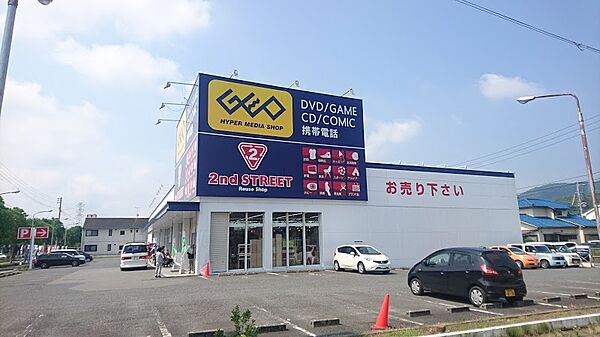 GEO
HYPER MEDIA SHOP
DVD/GAME
CD/COMIC
携帯電話
2
2nd STREET
Reuse Shop
お売り下さい
P